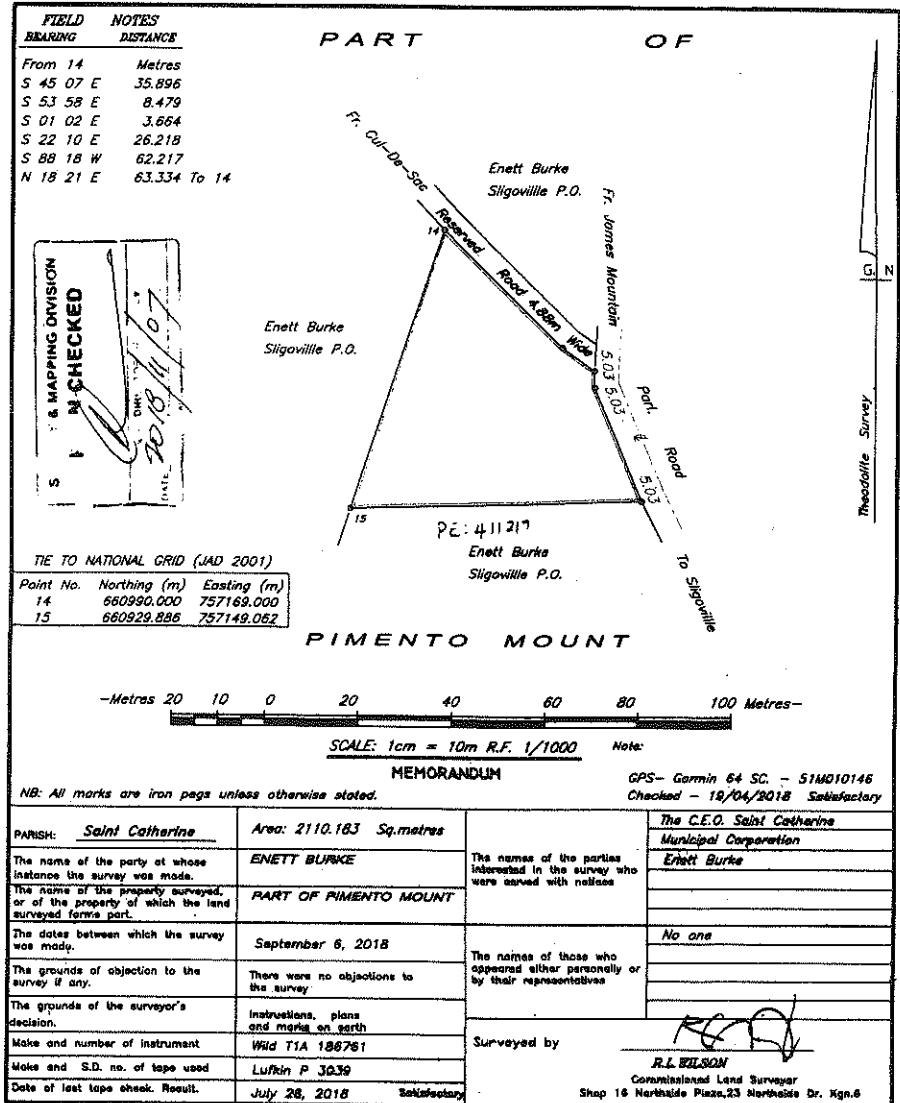 FIELD NOTES
BEARING DISTANCE
From 14 Metres
S 45 07 E 35.896
S 53 58 E 8.479
S 01 02 E 3.664
S 22 10 E 26.218
S 88 18 W 62.217
N 18 21 E 63.334 To 14
PART OF
Fr. Cul-De-Sac
Enett Burke
Sligoville P.O.
Fr. James Mountain
14
Reserved Road 4.88m Wide
G. N
Enett Burke
Sligoville P.O.
5.03 5.03
Part. Road
5.03
Theodolite Survey
& MAPPING DIVISION
CHECKED
2018/11/07
DATE
15
PE: 411217
Enett Burke
Sligoville P.O.
To Sligoville
TIE TO NATIONAL GRID (JAD 2001)
Point No. Northing (m) Easting (m)
14 660990.000 757169.000
15 660929.886 757149.062
PIMENTO MOUNT
-Metres 20 10 0 20 40 60 80 100 Metres-
SCALE: 1cm = 10m R.F. 1/1000 Note:
MEMORANDUM
GPS- Garmin 64 SC. - 51M010146
NB: All marks are iron pegs unless otherwise stated.
Checked - 19/04/2018 Satisfactory
PARISH: Saint Catherine
Area: 2110.183 Sq.metres
The C.E.O. Saint Catherine
Municipal Corporation
Enett Burke
The name of the party at whose
instance the survey was made.
ENETT BURKE
The names of the parties
interested in the survey who
were served with notices
The name of the property surveyed,
or of the property of which the land
surveyed forms part.
PART OF PIMENTO MOUNT
The dates between which the survey
was made.
September 6, 2018
The names of those who
appeared either personally or
by their representatives
No one
The grounds of objection to the
survey if any.
There were no objections to
the survey
The grounds of the surveyor's
decision.
Instructions, plans
and marks on earth
Make and number of instrument
Wild T1A 186761
Surveyed by
R.L WILSON
Commissioned Land Surveyor
Shop 16 Northside Plaza,23 Northside Dr. Kgn.6
Make and S.D. no. of tape used
Lufkin P 3039
Date of last tape check. Result.
July 26, 2018 Satisfactory